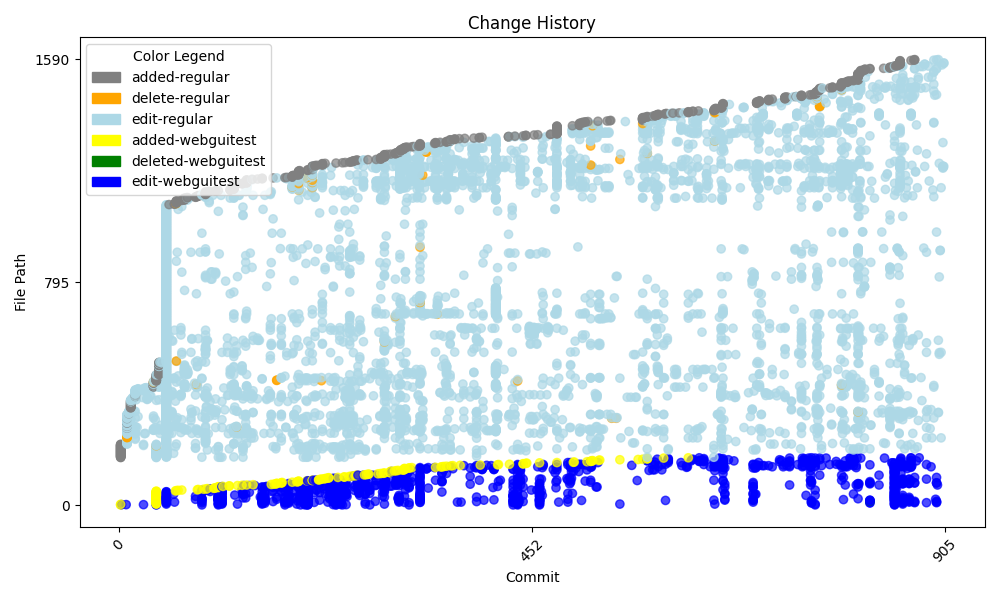 Change History
1590
795
0
File Path
Color Legend
added-regular
delete-regular
edit-regular
added-webguitest
deleted-webguitest
edit-webguitest
0
452
905
Commit